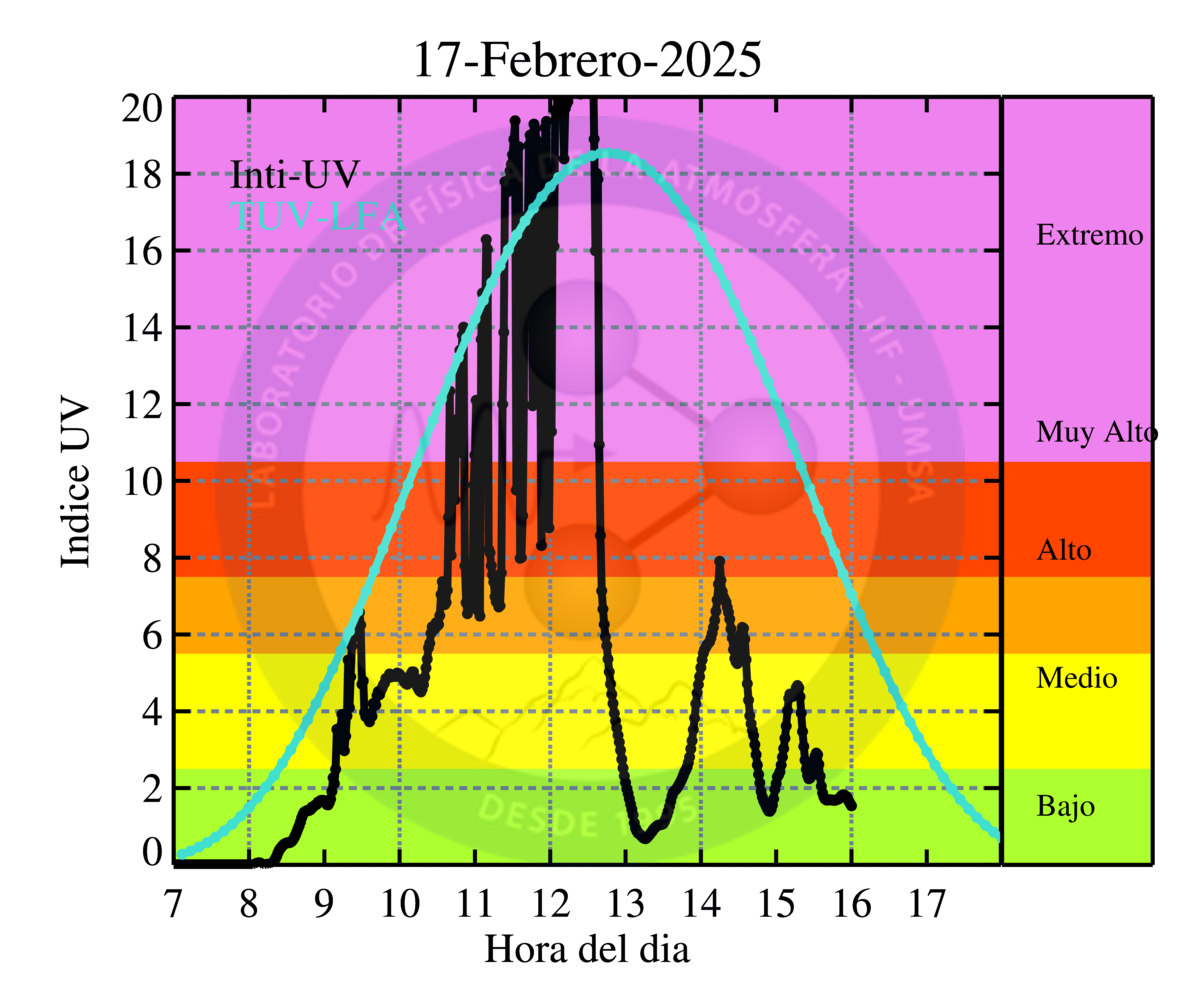 17-Febrero-2025
Inti-UV
TUV-LFA
LABORATORIO DE FÍSICA DE LA ATMÓSFERA - IIF - UMSA
DESDE 1995
Indice UV
20
18
16
14
12
10
8
6
4
2
0
Extremo
Muy Alto
Alto
Medio
Bajo
7 8 9 10 11 12 13 14 15 16 17
Hora del dia